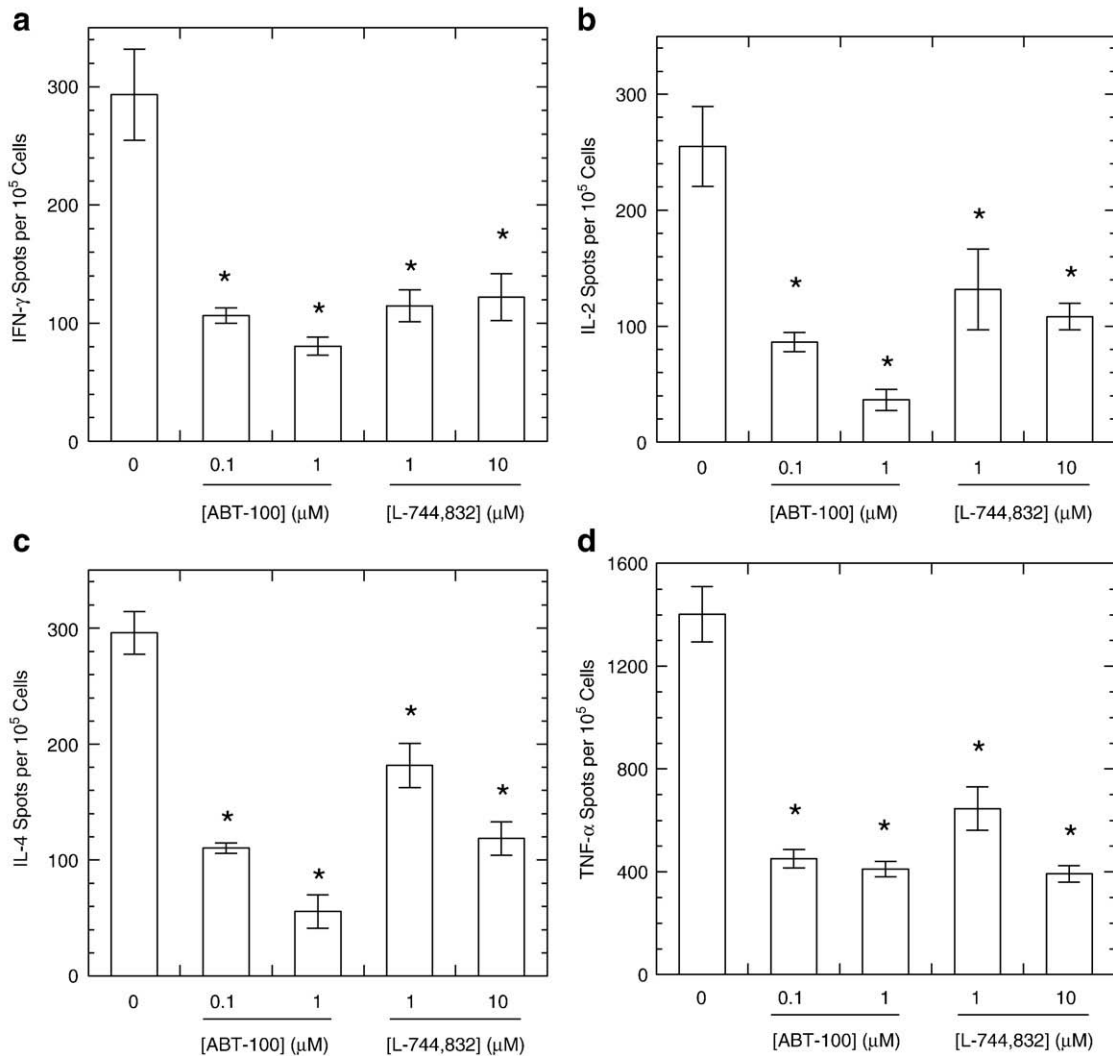 a
IFN-γ Spots per 10⁵ Cells
300
200
100
0
*
*
*
*
0 0.1 1 1 10
[ABT-100] (μM) [L-744,832] (μM)
b
IL-2 Spots per 10⁵ Cells
300
200
100
0
*
*
*
*
0 0.1 1 1 10
[ABT-100] (μM) [L-744,832] (μM)
c
IL-4 Spots per 10⁵ Cells
300
200
100
0
*
*
*
*
0 0.1 1 1 10
[ABT-100] (μM) [L-744,832] (μM)
d
TNF-α Spots per 10⁵ Cells
1600
1200
800
400
0
*
*
*
*
0 0.1 1 1 10
[ABT-100] (μM) [L-744,832] (μM)